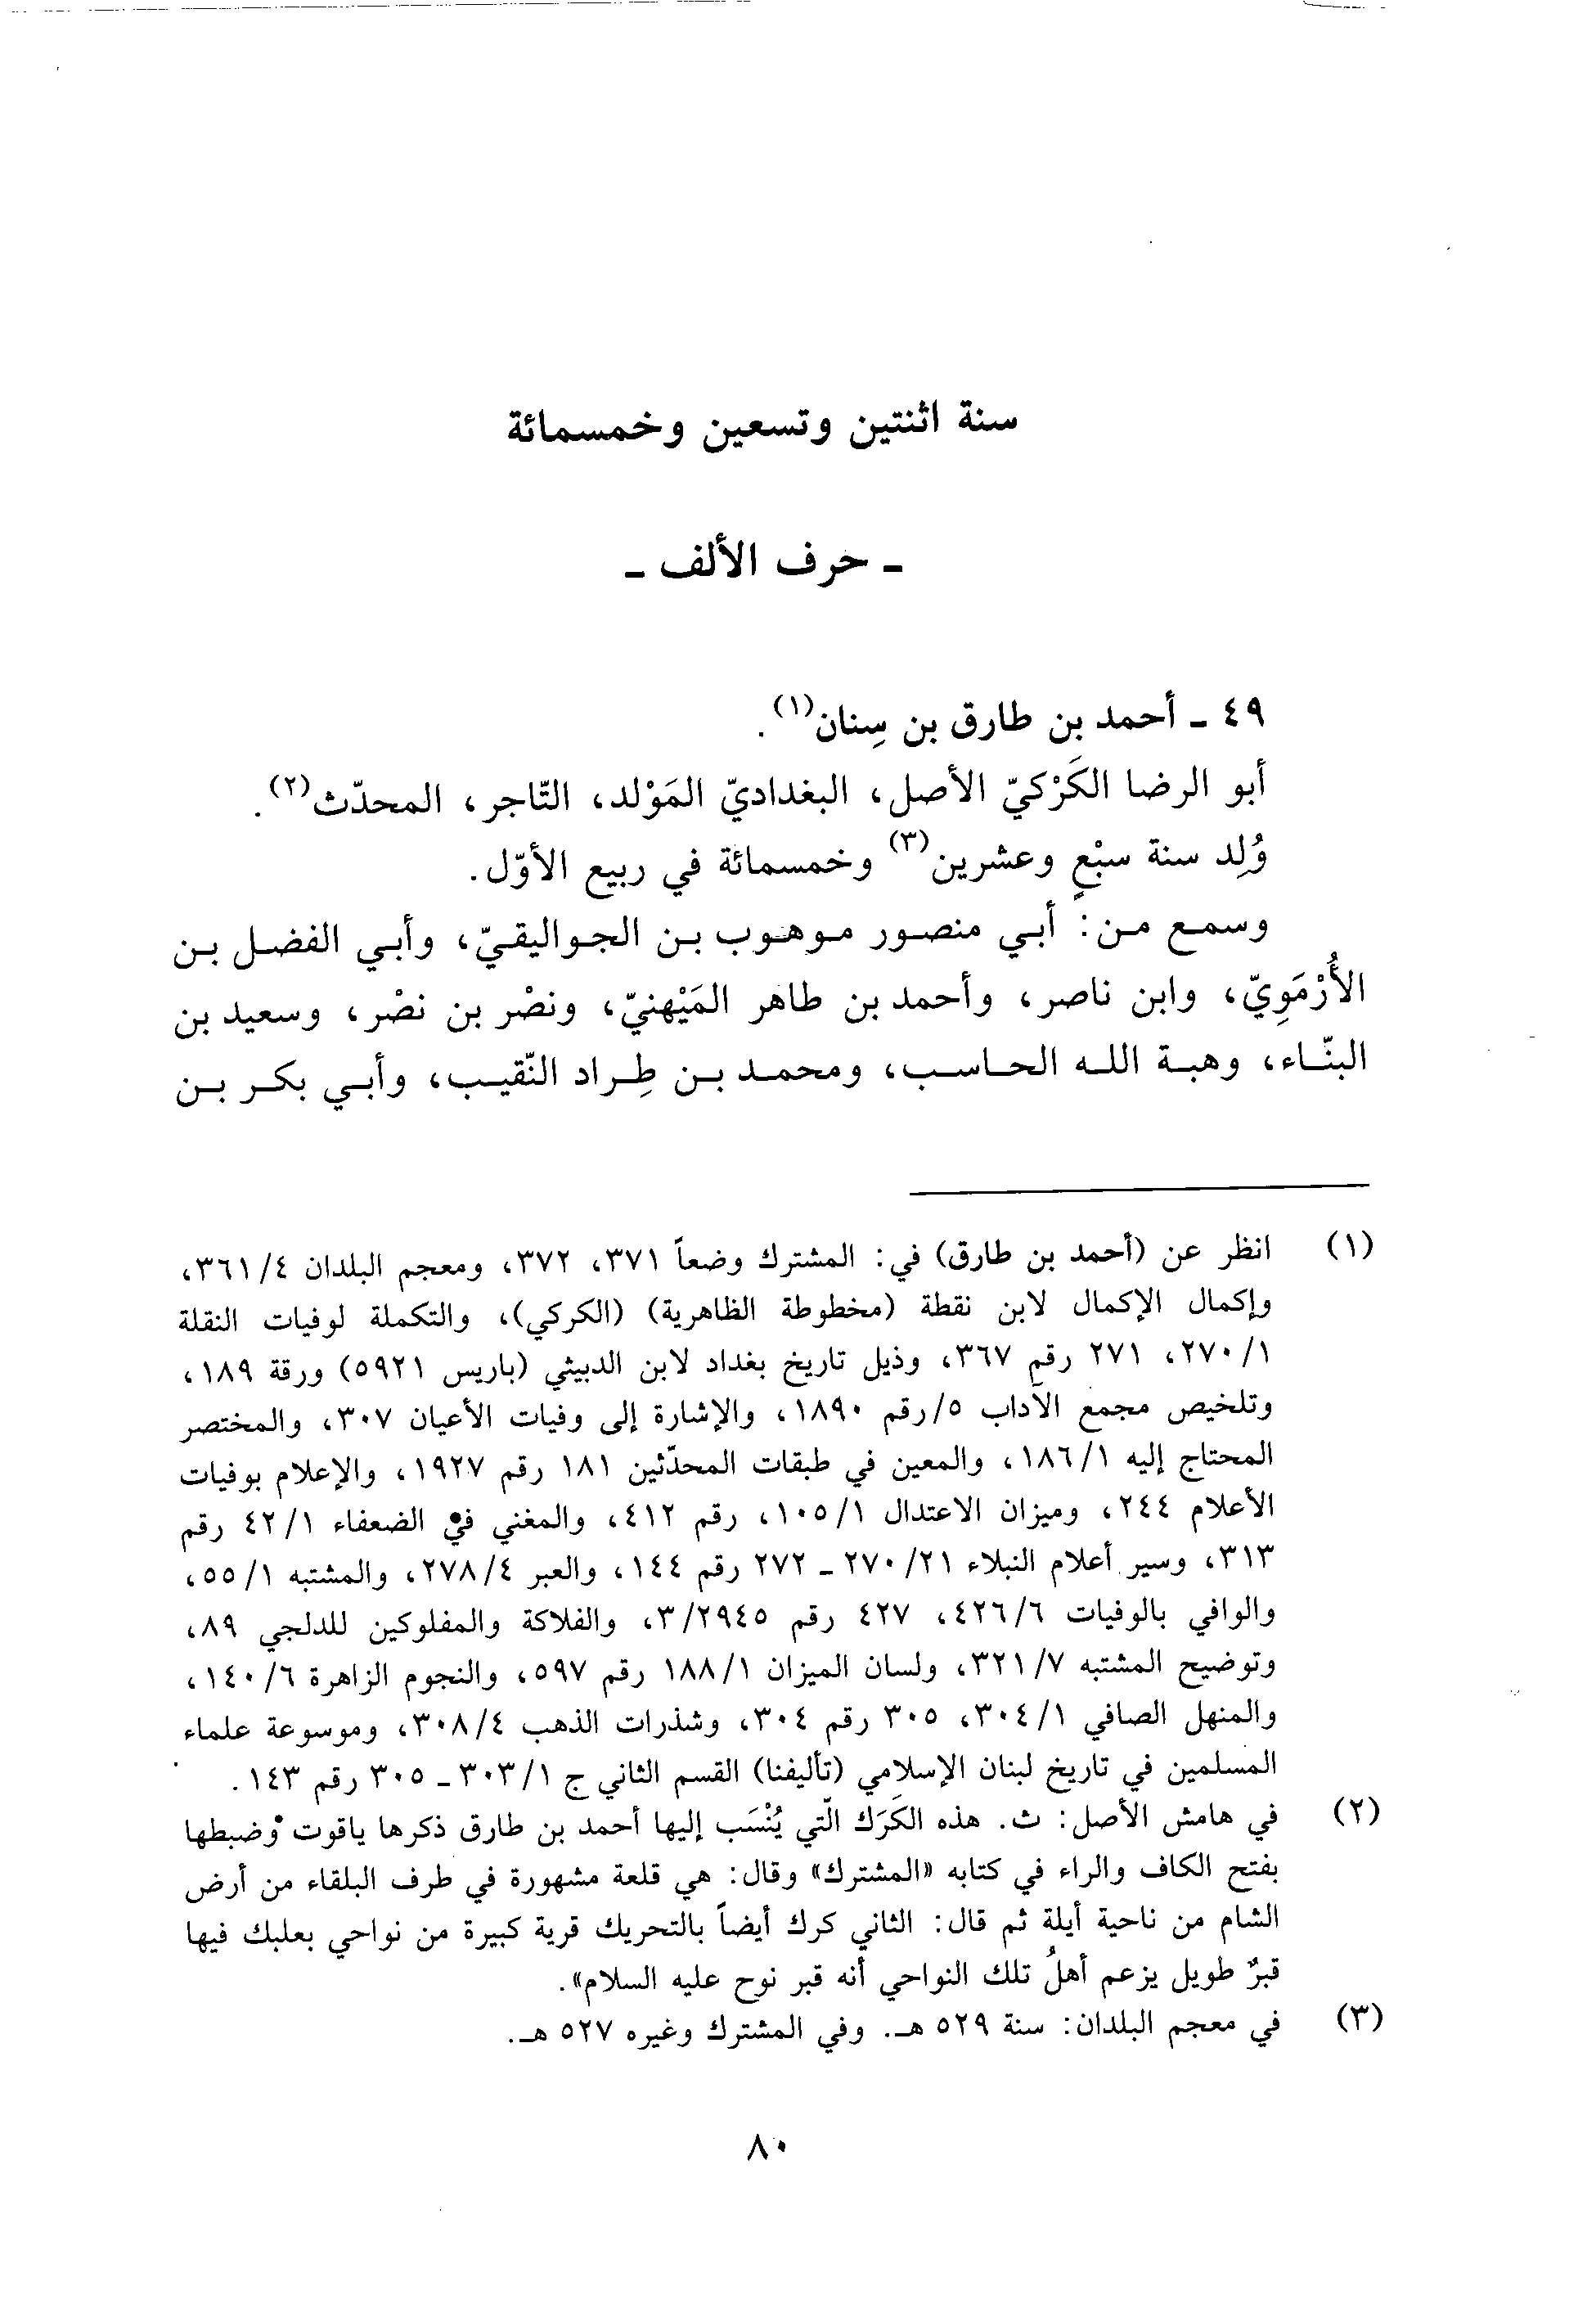 سنة اثنتين وتسعين وخمسمائة
ـ حرف الألف ـ
٤٩ ـ أحمد بن طارق بن سِنان(١).
أبو الرضا الكَرْكيّ الأصل، البغداديّ المَوْلد، التّاجر، المحدّث(٢).
وُلِد سنة سبْعٍ وعشرين(٣) وخمسمائة في ربيع الأوّل.
وسمع من: أبي منصور موهوب بن الجواليقيّ، وأبي الفضل بن
الأُرْمَوِيّ، وابن ناصر، وأحمد بن طاهر المَيْهنيّ، ونصْر بن نصْر، وسعيد بن
البنّاء، وهبة الله الحاسب، ومحمد بن طِراد النّقيب، وأبي بكر بن
(١) انظر عن (أحمد بن طارق) في: المشترك وضعاً ٣٧١، ٣٧٢، ومعجم البلدان ٣٦١/٤،
وإكمال الإكمال لابن نقطة (مخطوطة الظاهرية) (الكركي)، والتكملة لوفيات النقلة
٢٧٠/١، ٢٧١ رقم ٣٦٧، وذيل تاريخ بغداد لابن الدبيثي (باريس ٥٩٢١) ورقة ١٨٩،
وتلخيص مجمع الآداب ٥/رقم ١٨٩٠، والإشارة إلى وفيات الأعيان ٣٠٧، والمختصر
المحتاج إليه ١٨٦/١، والمعين في طبقات المحدّثين ١٨١ رقم ١٩٢٧، والإعلام بوفيات
الأعلام ٢٤٤، وميزان الاعتدال ١٠٥/١، رقم ٤١٢، والمغني في الضعفاء ٤٢/١ رقم
٣١٣، وسير أعلام النبلاء ٢٧٠/٢١ ـ ٢٧٢ رقم ١٤٤، والعبر ٢٧٨/٤، والمشتبه ٥٥/١،
والوافي بالوفيات ٤٢٦/٦، ٤٢٧ رقم ٣/٢٩٤٥، والفلاكة والمفلوكين للدلجي ٨٩،
وتوضيح المشتبه ٣٢١/٧، ولسان الميزان ١٨٨/١ رقم ٥٩٧، والنجوم الزاهرة ١٤٠/٦،
والمنهل الصافي ٣٠٤/١، ٣٠٥ رقم ٣٠٤، وشذرات الذهب ٣٠٨/٤، وموسوعة علماء
المسلمين في تاريخ لبنان الإسلامي (تأليفنا) القسم الثاني ج ٣٠٣/١ ـ ٣٠٥ رقم ١٤٣.
(٢) في هامش الأصل: ث. هذه الكَرَك الّتي يُنْسَب إليها أحمد بن طارق ذكرها ياقوت وضبطها
بفتح الكاف والراء في كتابه «المشترك» وقال: هي قلعة مشهورة في طرف البلقاء من أرض
الشام من ناحية أيلة ثم قال: الثاني كرك أيضاً بالتحريك قرية كبيرة من نواحي بعلبك فيها
قبرٌ طويل يزعم أهلُ تلك النواحي أنه قبر نوح عليه السلام».
(٣) في معجم البلدان: سنة ٥٢٩ هـ. وفي المشترك وغيره ٥٢٧ هـ.
٨٠